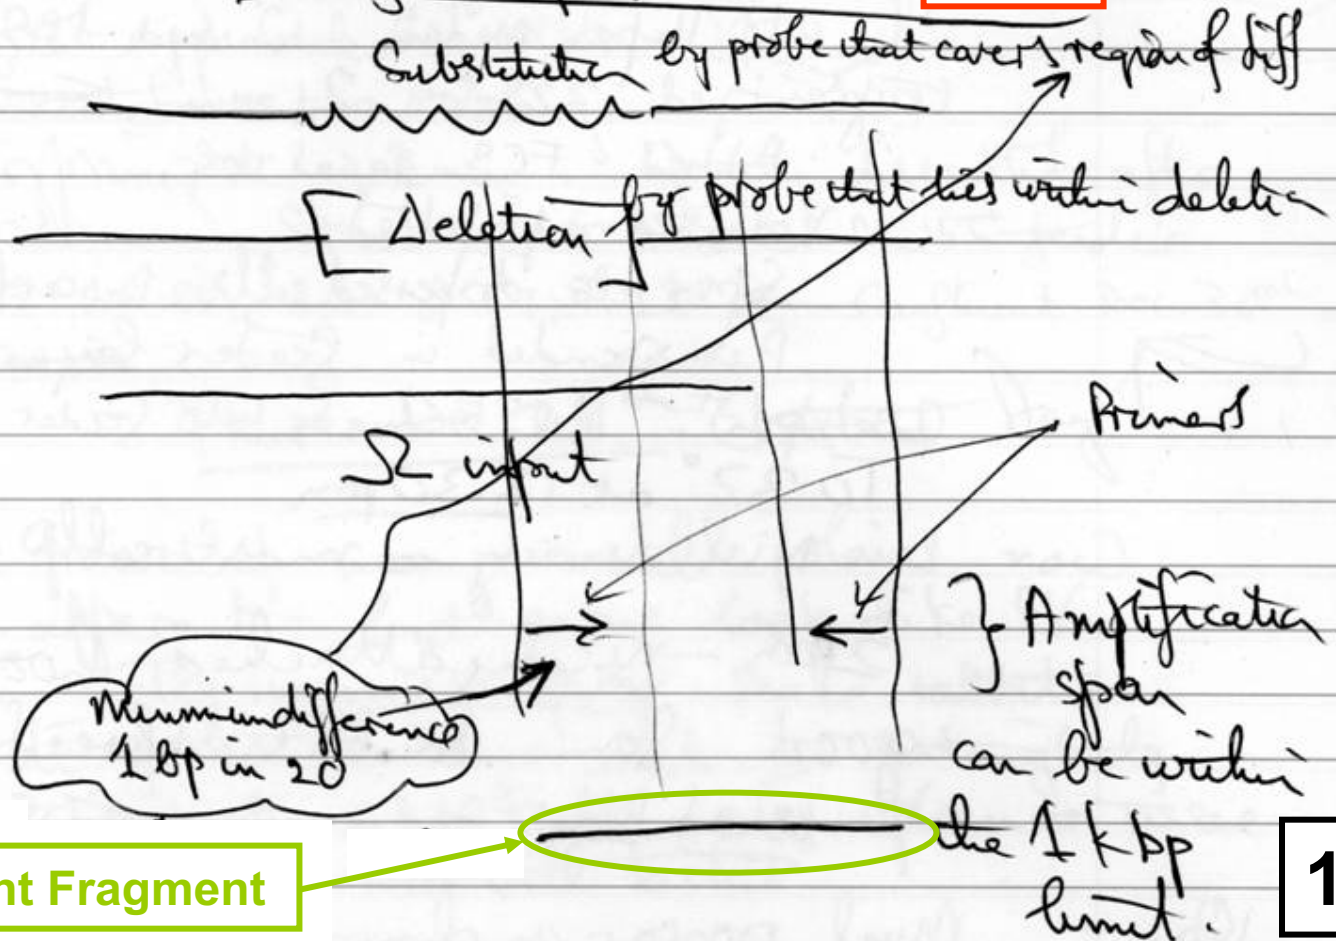 Substitution by probe that covers region of diff
[ Deletion ] by probe that lies within deletion
Ω input
Primers
} Amplification
span
can be within
the 1 kbp
limit.
Minimum difference
1 bp in 20
nt Fragment
1